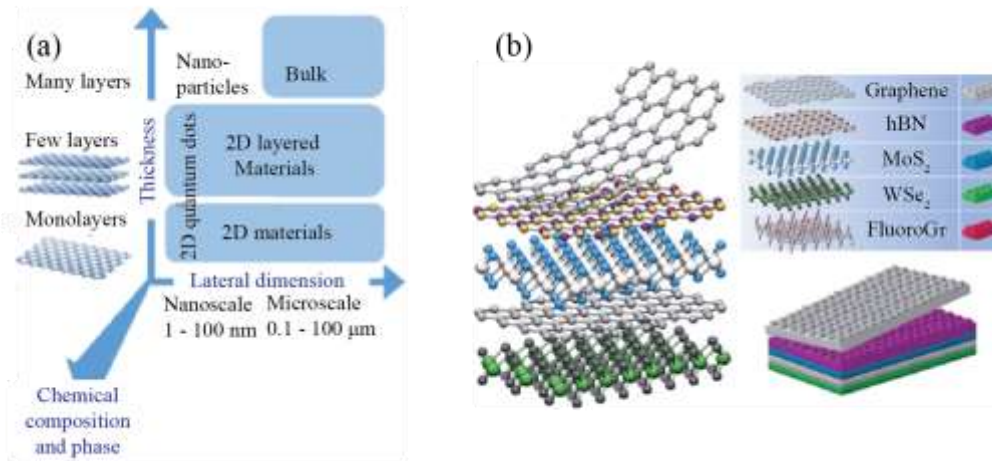 (a)
Many layers
Nano-
particles
Bulk
Few layers
Thickness
2D quantum dots
2D layered
Materials
Monolayers
2D materials
Lateral dimension
Nanoscale
1 - 100 nm
Microscale
0.1 - 100 μm
Chemical
composition
and phase
(b)
Graphene
hBN
MoS₂
WSe₂
FluoroGr